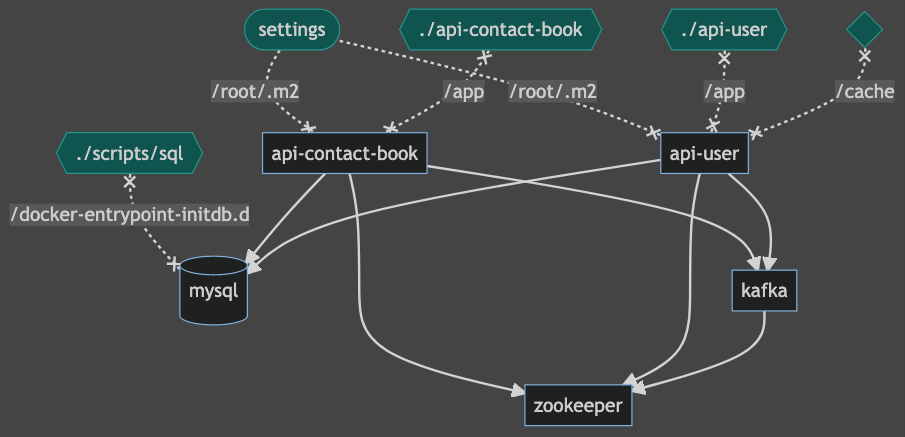 settings
./api-contact-book
./api-user
/root/.m2
/app
/root/.m2
/app
/cache
./scripts/sql
api-contact-book
api-user
/docker-entrypoint-initdb.d
mysql
kafka
zookeeper